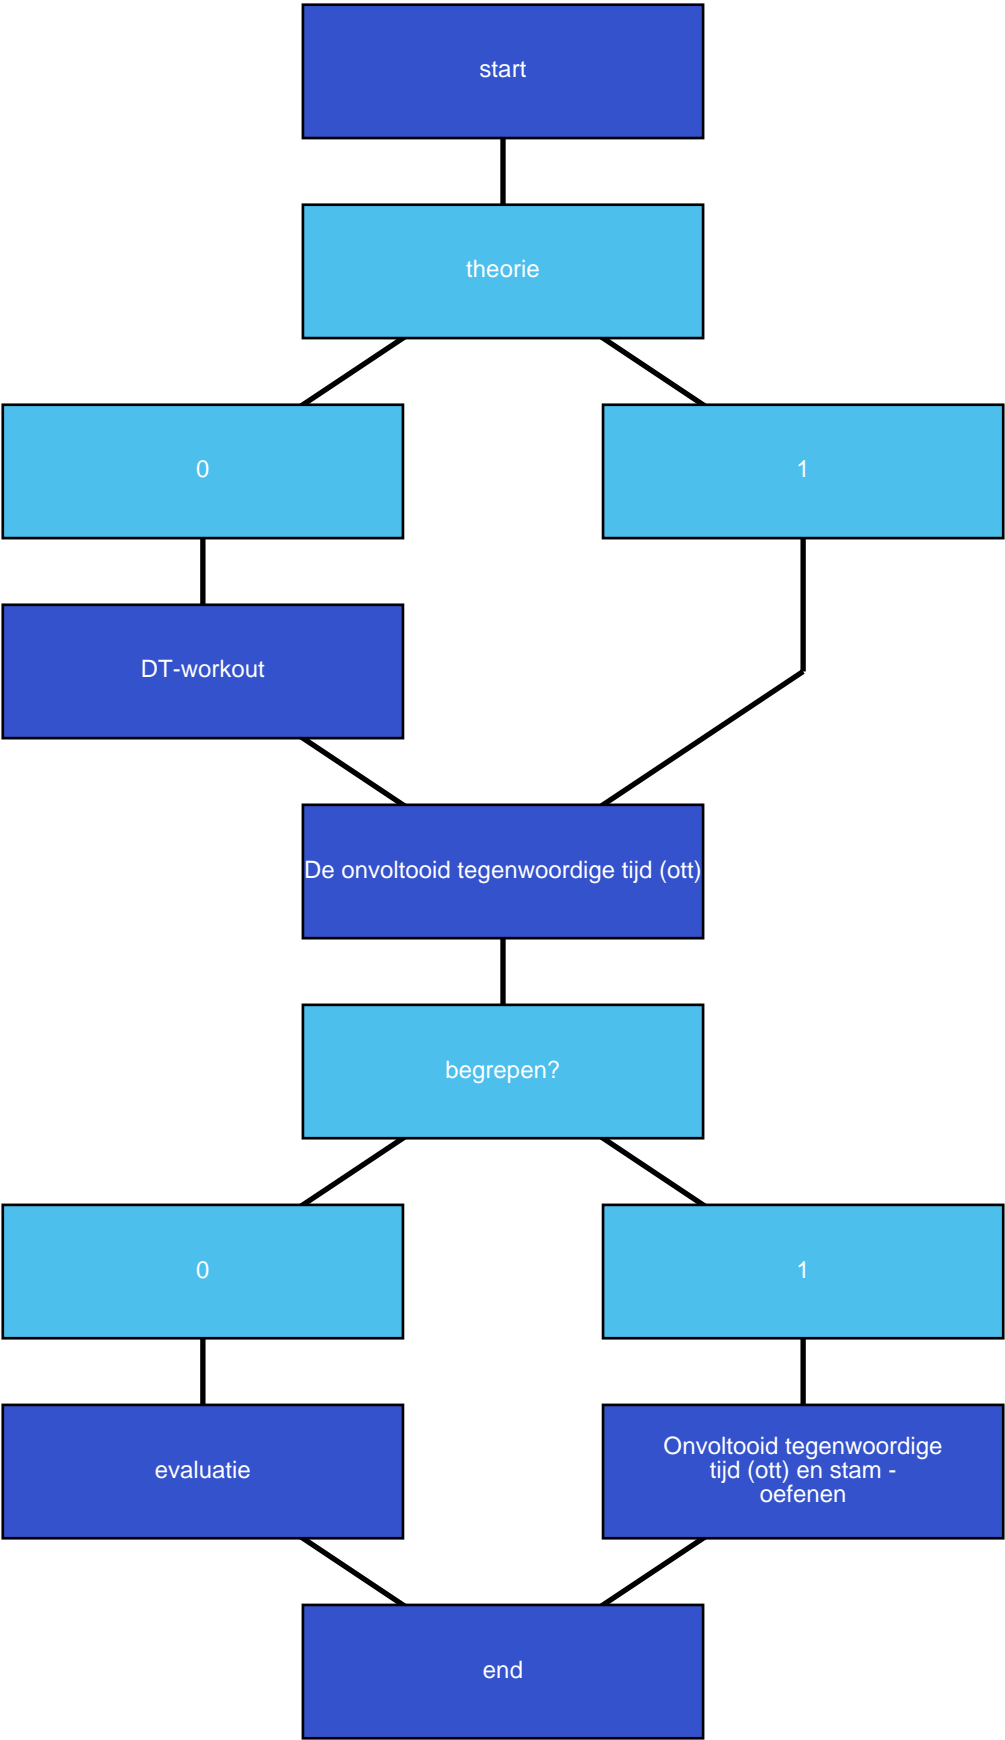 start
theorie
0
1
DT-workout
De onvoltooid tegenwoordige tijd (ott)
begrepen?
0
1
evaluatie
Onvoltooid tegenwoordige
tijd (ott) en stam -
oefenen
end